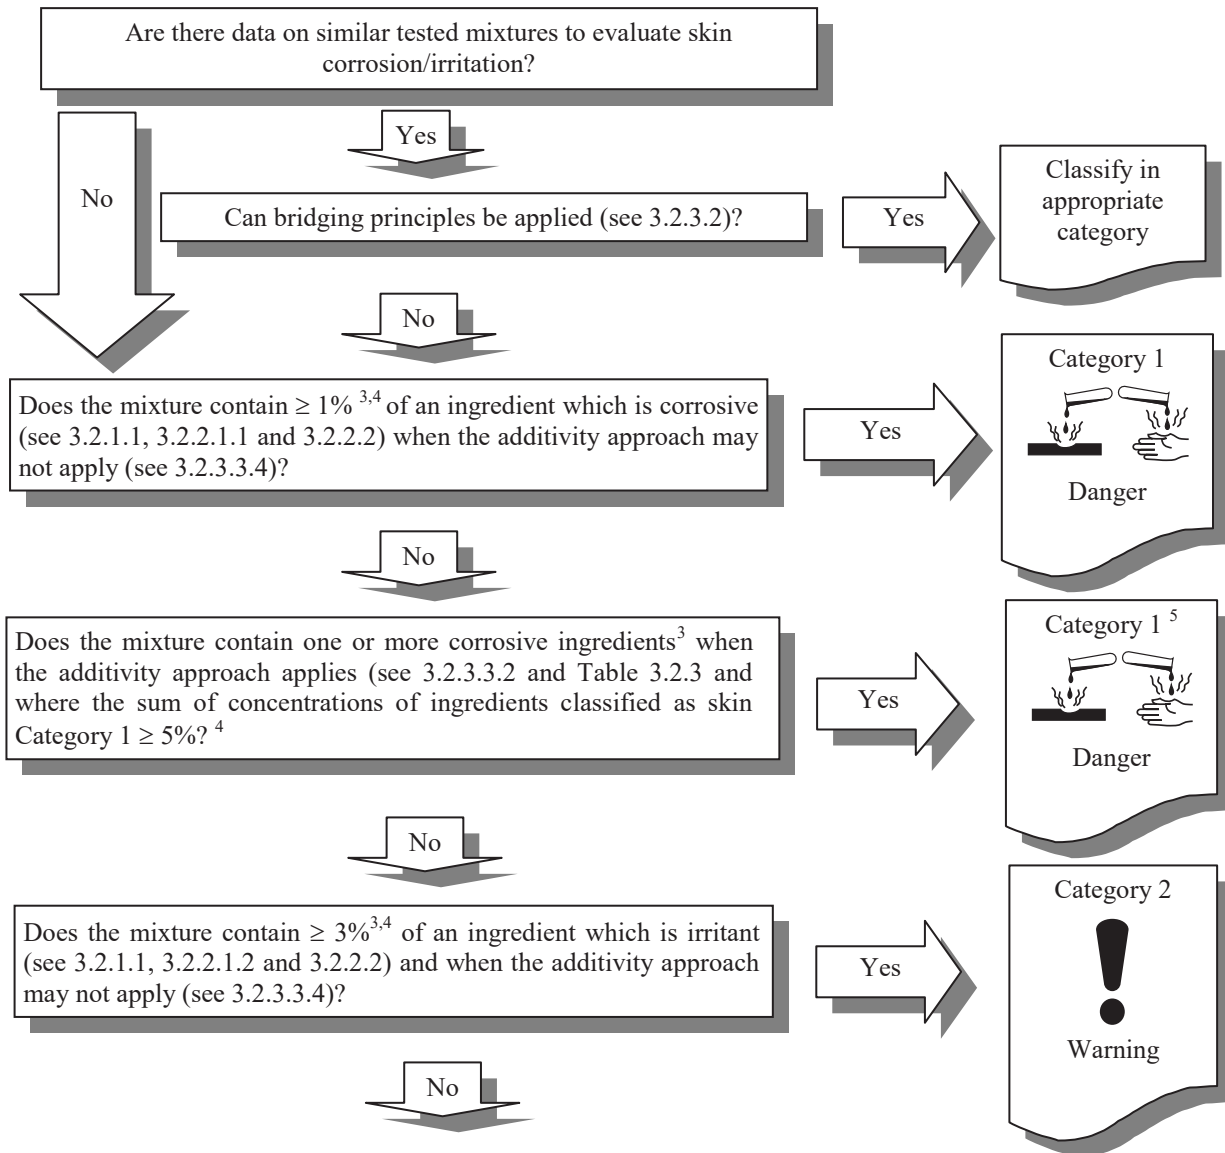 Are there data on similar tested mixtures to evaluate skin
corrosion/irritation?
Yes
No
Can bridging principles be applied (see 3.2.3.2)?
Yes
Classify in
appropriate
category
No
Does the mixture contain ≥ 1% 3,4 of an ingredient which is corrosive
(see 3.2.1.1, 3.2.2.1.1 and 3.2.2.2) when the additivity approach may
not apply (see 3.2.3.3.4)?
Yes
Category 1
Danger
No
Does the mixture contain one or more corrosive ingredients3 when
the additivity approach applies (see 3.2.3.3.2 and Table 3.2.3 and
where the sum of concentrations of ingredients classified as skin
Category 1 ≥ 5%? 4
Yes
Category 1 5
Danger
No
Does the mixture contain ≥ 3%3,4 of an ingredient which is irritant
(see 3.2.1.1, 3.2.2.1.2 and 3.2.2.2) and when the additivity approach
may not apply (see 3.2.3.3.4)?
Yes
Category 2
Warning
No